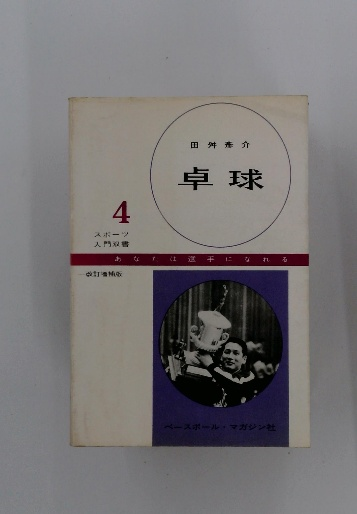 田舛彦介
卓球
4
スポーツ
入門双書
あなたは選手になれる
改訂増補版
ベースボール・マガジン社